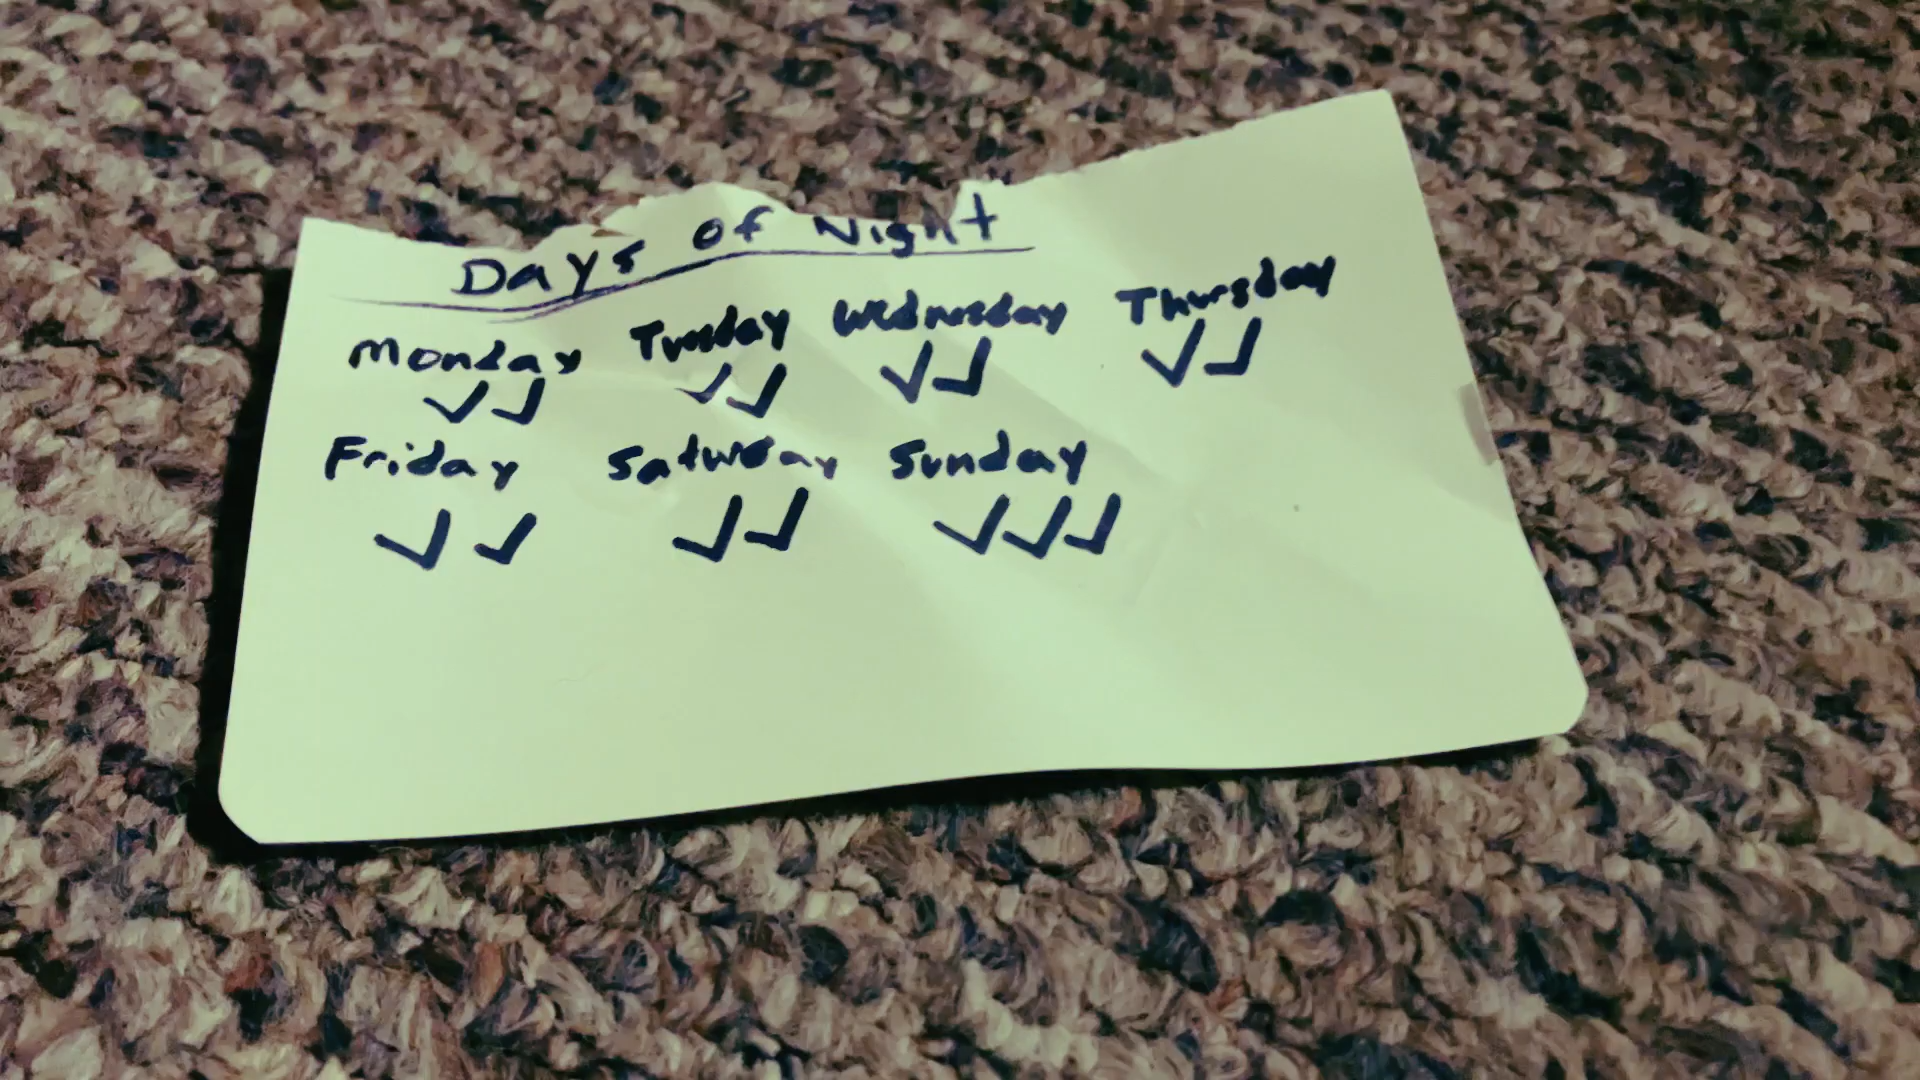 Days of Night
Monday Tuesday Wednesday Thursday
✓✓ ✓✓ ✓✓ ✓✓
Friday Saturday Sunday
✓✓ ✓✓ ✓✓✓